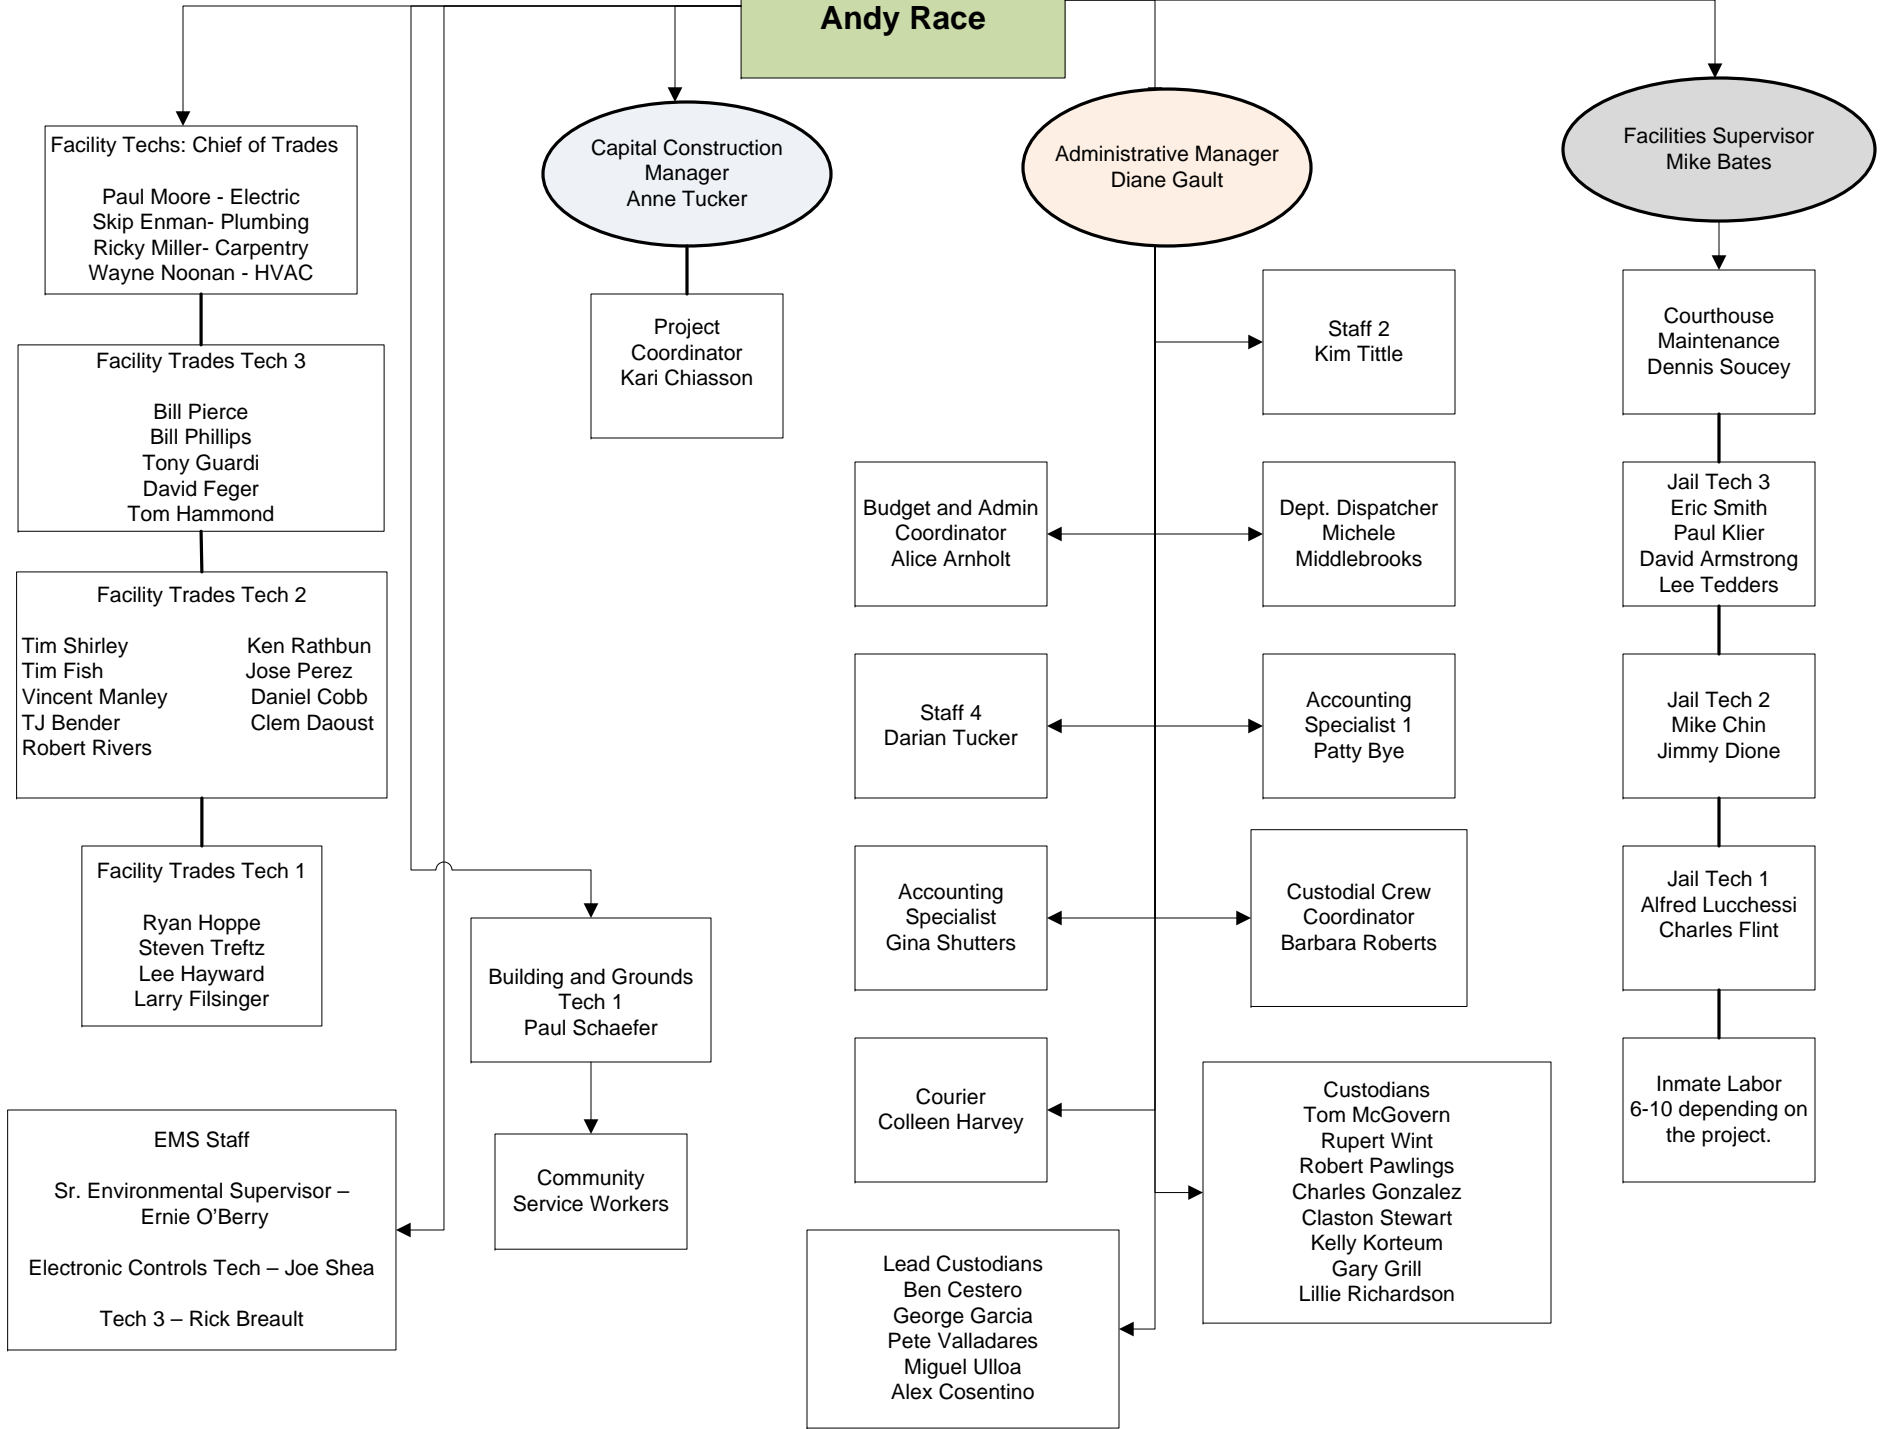 Andy Race
Facility Techs: Chief of Trades
Paul Moore - Electric
Skip Enman- Plumbing
Ricky Miller- Carpentry
Wayne Noonan - HVAC
Facility Trades Tech 3
Bill Pierce
Bill Phillips
Tony Guardi
David Feger
Tom Hammond
Facility Trades Tech 2
Tim Shirley Ken Rathbun
Tim Fish Jose Perez
Vincent Manley Daniel Cobb
TJ Bender Clem Daoust
Robert Rivers
Facility Trades Tech 1
Ryan Hoppe
Steven Treftz
Lee Hayward
Larry Filsinger
EMS Staff
Sr. Environmental Supervisor –
Ernie O’Berry
Electronic Controls Tech – Joe Shea
Tech 3 – Rick Breault
Building and Grounds
Tech 1
Paul Schaefer
Community
Service Workers
Capital Construction
Manager
Anne Tucker
Project
Coordinator
Kari Chiasson
Administrative Manager
Diane Gault
Staff 2
Kim Tittle
Budget and Admin
Coordinator
Alice Arnholt
Dept. Dispatcher
Michele
Middlebrooks
Staff 4
Darian Tucker
Accounting
Specialist 1
Patty Bye
Accounting
Specialist
Gina Shutters
Custodial Crew
Coordinator
Barbara Roberts
Courier
Colleen Harvey
Custodians
Tom McGovern
Rupert Wint
Robert Pawlings
Charles Gonzalez
Claston Stewart
Kelly Korteum
Gary Grill
Lillie Richardson
Lead Custodians
Ben Cestero
George Garcia
Pete Valladares
Miguel Ulloa
Alex Cosentino
Facilities Supervisor
Mike Bates
Courthouse
Maintenance
Dennis Soucey
Jail Tech 3
Eric Smith
Paul Klier
David Armstrong
Lee Tedders
Jail Tech 2
Mike Chin
Jimmy Dione
Jail Tech 1
Alfred Lucchessi
Charles Flint
Inmate Labor
6-10 depending on
the project.